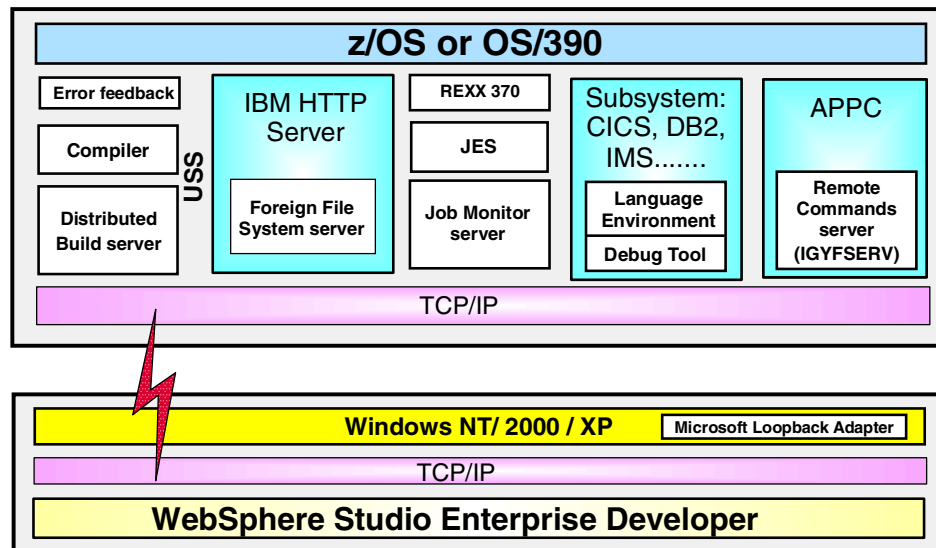 z/OS or OS/390
Error feedback
Compiler
Distributed
Build server
USS
IBM HTTP
Server
Foreign File
System server
REXX 370
JES
Job Monitor
server
Subsystem:
CICS, DB2,
IMS.......
Language
Environment
Debug Tool
APPC
Remote
Commands
server
(IGYFSERV)
TCP/IP
Windows NT/ 2000 / XP
Microsoft Loopback Adapter
TCP/IP
WebSphere Studio Enterprise Developer